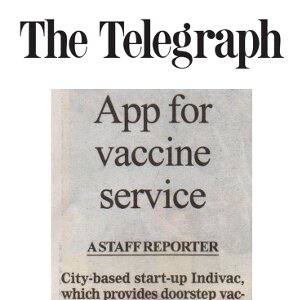 The Telegraph
App for
vaccine
service
A STAFF REPORTER
City-based start-up Indivac,
which provides doorstep vac-